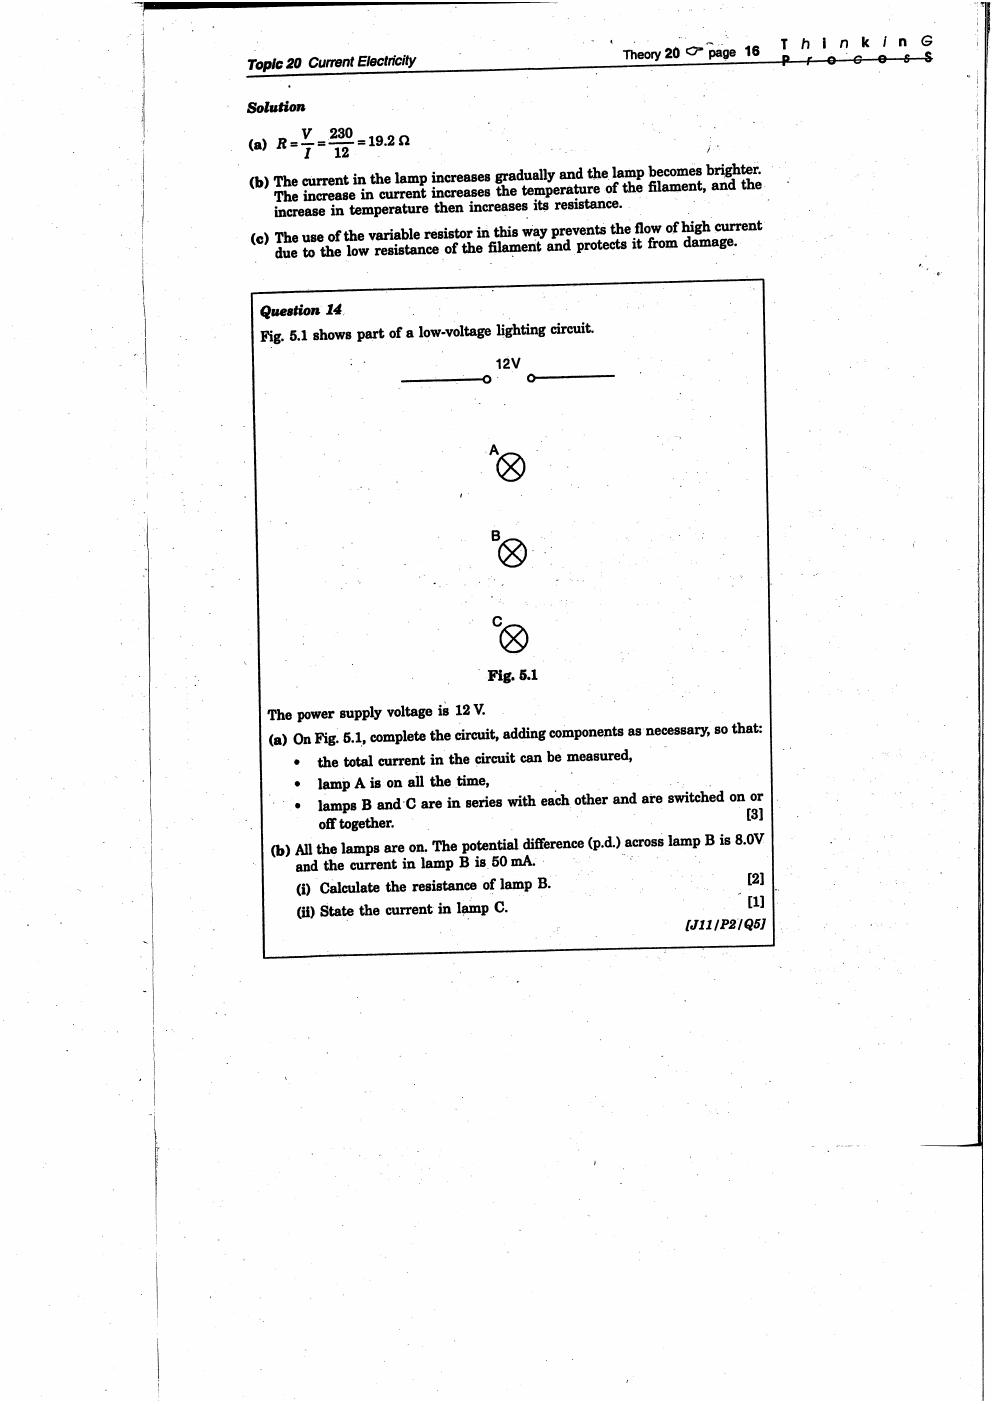 Topic 20 Current Electricity
Theory 20 ☞ page 16
T h i n k i n G
P r o c e s s
Solution
(a) R = V/I = 230/12 = 19.2 Ω
(b) The current in the lamp increases gradually and the lamp becomes brighter.
The increase in current increases the temperature of the filament, and the
increase in temperature then increases its resistance.
(c) The use of the variable resistor in this way prevents the flow of high current
due to the low resistance of the filament and protects it from damage.
Question 14
Fig. 5.1 shows part of a low-voltage lighting circuit.
12V
A
B
C
Fig. 5.1
The power supply voltage is 12 V.
(a) On Fig. 5.1, complete the circuit, adding components as necessary, so that:
• the total current in the circuit can be measured,
• lamp A is on all the time,
• lamps B and C are in series with each other and are switched on or
off together. [3]
(b) All the lamps are on. The potential difference (p.d.) across lamp B is 8.0V
and the current in lamp B is 50 mA.
(i) Calculate the resistance of lamp B. [2]
(ii) State the current in lamp C. [1]
[J11/P2/Q5]